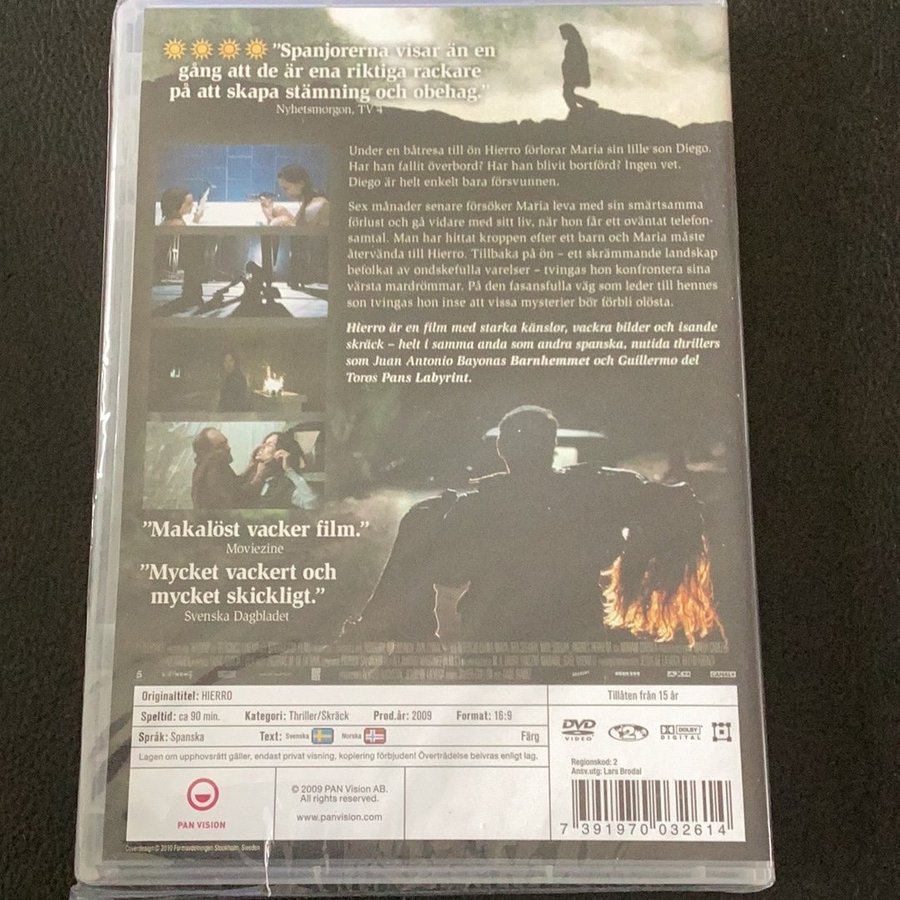 "Spanjorerna visar än en
gång att de är ena riktiga rackare
på att skapa stämning och obehag."
Nyhetsmorgon, TV 4
Under en båtresa till ön Hierro förlorar Maria sin lille son Diego.
Har han fallit överbord? Har han blivit bortförd? Ingen vet.
Diego är helt enkelt bara försvunnen.
Sex månader senare försöker Maria leva med sin smärtsamma
förlust och gå vidare med sitt liv, när hon får ett oväntat telefon-
samtal. Man har hittat kroppen efter ett barn och Maria måste
återvända till Hierro. Tillbaka på ön – ett skrämmande landskap
befolkat av ondskefulla varelser – tvingas hon konfrontera sina
värsta mardrömmar. På den fasansfulla väg som leder till hennes
son tvingas hon inse att vissa mysterier bör förbli olösta.
Hierro är en film med starka känslor, vackra bilder och isande
skräck – helt i samma anda som andra spanska, nutida thrillers
som Juan Antonio Bayonas Barnhemmet och Guillermo del
Toros Pans Labyrint.
"Makalöst vacker film."
Moviezine
"Mycket vackert och
mycket skickligt."
Svenska Dagbladet
Originaltitel: HIERRO
Speltid: ca 90 min. Kategori: Thriller/Skräck Prod.år: 2009 Format: 16:9
Språk: Spanska Text: Svenska Norska Färg
Lagen om upphovsrätt gäller, endast privat visning, kopiering förbjuden! Överträdelse beivras enligt lag.
PAN VISION
© 2009 PAN Vision AB.
All rights reserved.
www.panvision.com
Tillåten från 15 år
DVD VIDEO 2 DOLBY DIGITAL
Regionskod: 2
Ansv.utg: Lars Brodal
7 391970 032614
Coverdesign © 2010 Formavdelningen Stockholm, Sweden